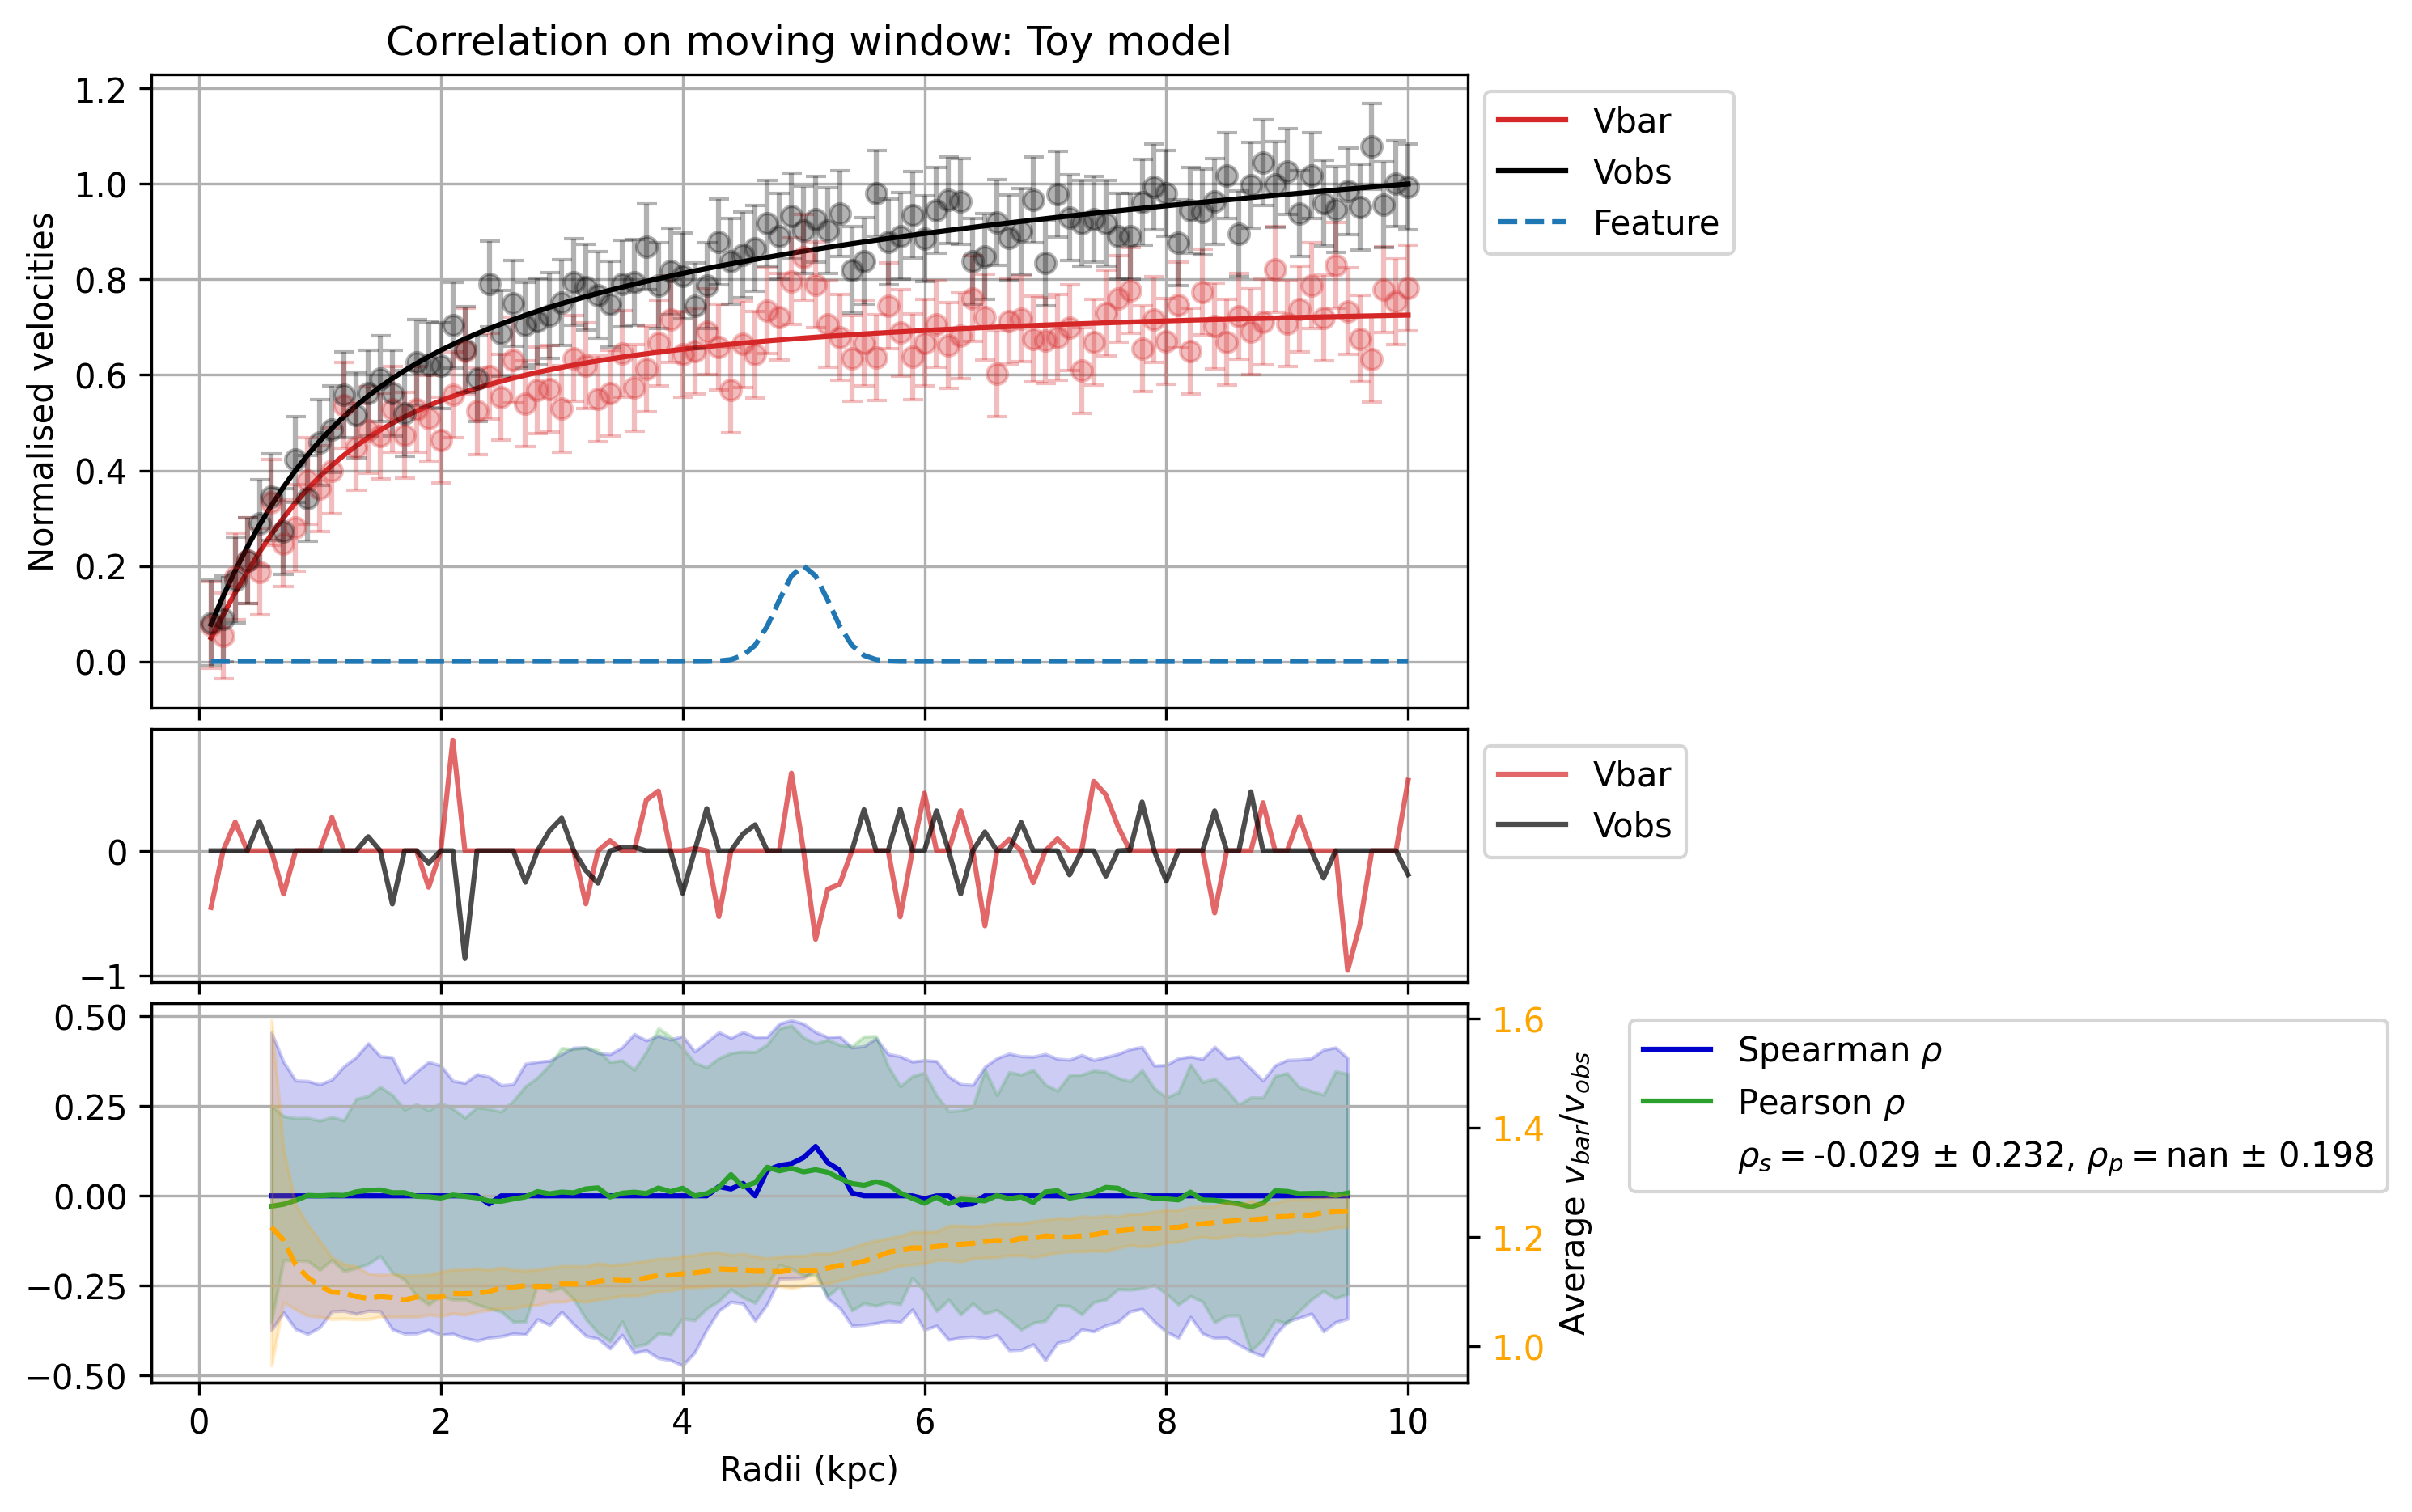 Correlation on moving window: Toy model
1.2
1.0
0.8
0.6
0.4
0.2
0.0
Normalised velocities
Vbar
Vobs
Feature
0
−1
Vbar
Vobs
0.50
0.25
0.00
−0.25
−0.50
1.6
1.4
1.2
1.0
Average v_bar/v_obs
Spearman ρ
Pearson ρ
ρ_s = -0.029 ± 0.232, ρ_p = nan ± 0.198
0 2 4 6 8 10
Radii (kpc)